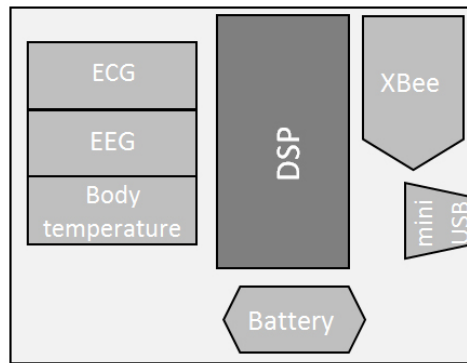 ECG
EEG
Body
temperature
DSP
XBee
mini
USB
Battery